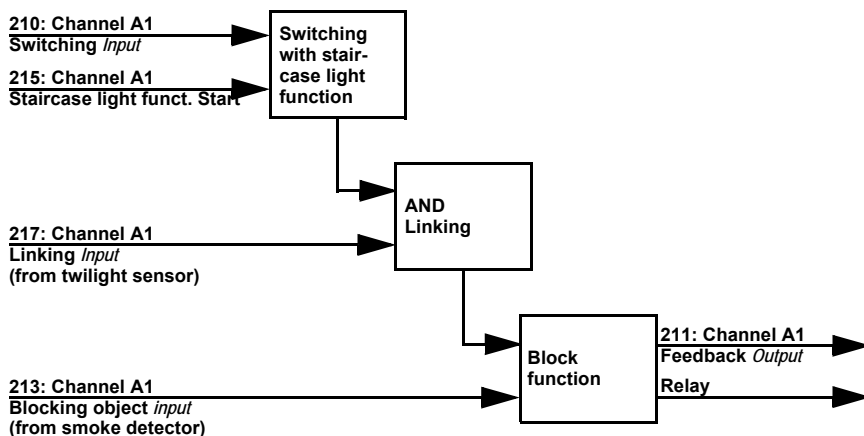 210: Channel A1
Switching Input
215: Channel A1
Staircase light funct. Start
Switching
with stair-
case light
function
217: Channel A1
Linking Input
(from twilight sensor)
AND
Linking
213: Channel A1
Blocking object input
(from smoke detector)
Block
function
211: Channel A1
Feedback Output
Relay